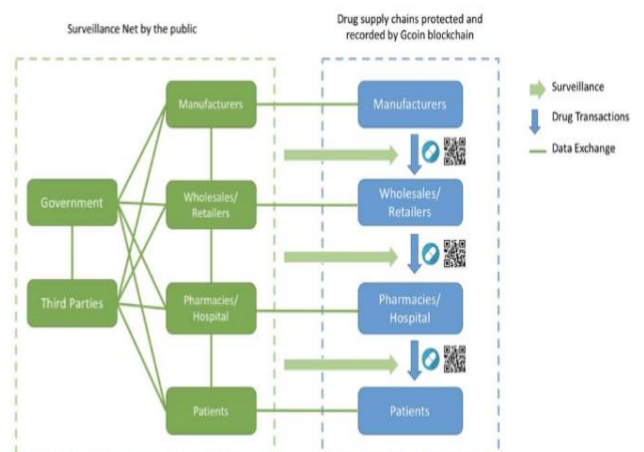 Surveillance Net by the public
Drug supply chains protected and
recorded by Gcoin blockchain
Manufacturers
Wholesales/
Retailers
Government
Third Parties
Pharmacies/
Hospital
Patients
Manufacturers
Wholesales/
Retailers
Pharmacies/
Hospital
Patients
Surveillance
Drug Transactions
Data Exchange